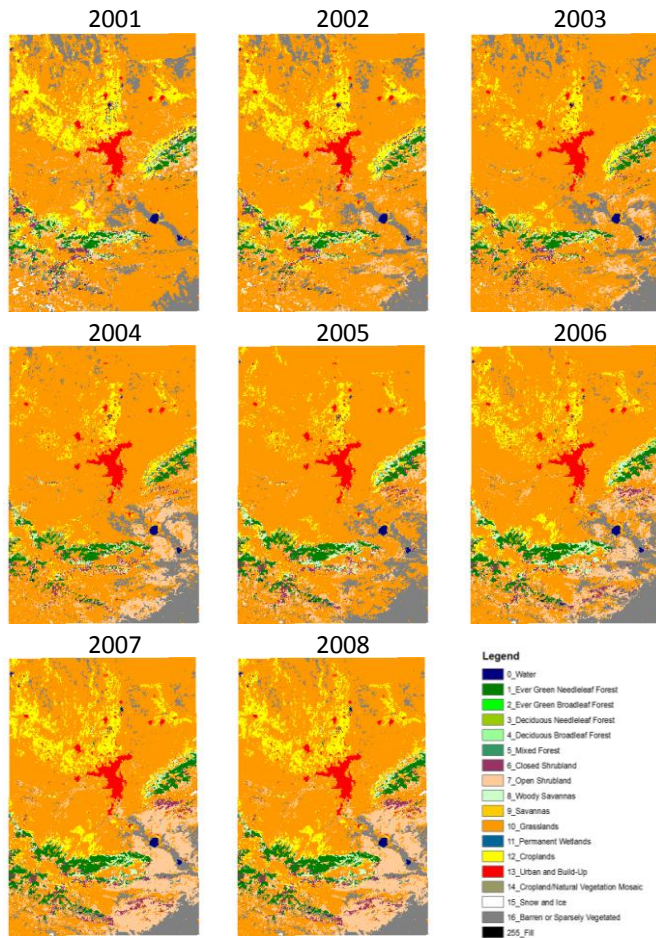 2001 2002 2003
2004 2005 2006
2007 2008
Legend
0_Water
1_Ever Green Needleleaf Forest
2_Ever Green Broadleaf Forest
3_Deciduous Needleleaf Forest
4_Deciduous Broadleaf Forest
5_Mixed Forest
6_Closed Shrubland
7_Open Shrubland
8_Woody Savannas
9_Savannas
10_Grasslands
11_Permanent Wetlands
12_Croplands
13_Urban and Build-Up
14_Cropland/Natural Vegetation Mosaic
15_Snow and Ice
16_Barren or Sparsely Vegetated
255_Fill